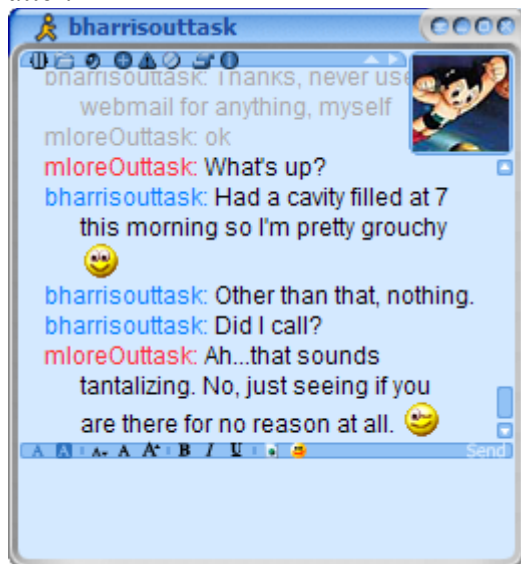 bharrisouttask
bharrisouttask: Thanks, never use
webmail for anything, myself
mloreOuttask: ok
mloreOuttask: What's up?
bharrisouttask: Had a cavity filled at 7
this morning so I'm pretty grouchy
bharrisouttask: Other than that, nothing.
bharrisouttask: Did I call?
mloreOuttask: Ah...that sounds
tantalizing. No, just seeing if you
are there for no reason at all.
A A A A A B I U Send